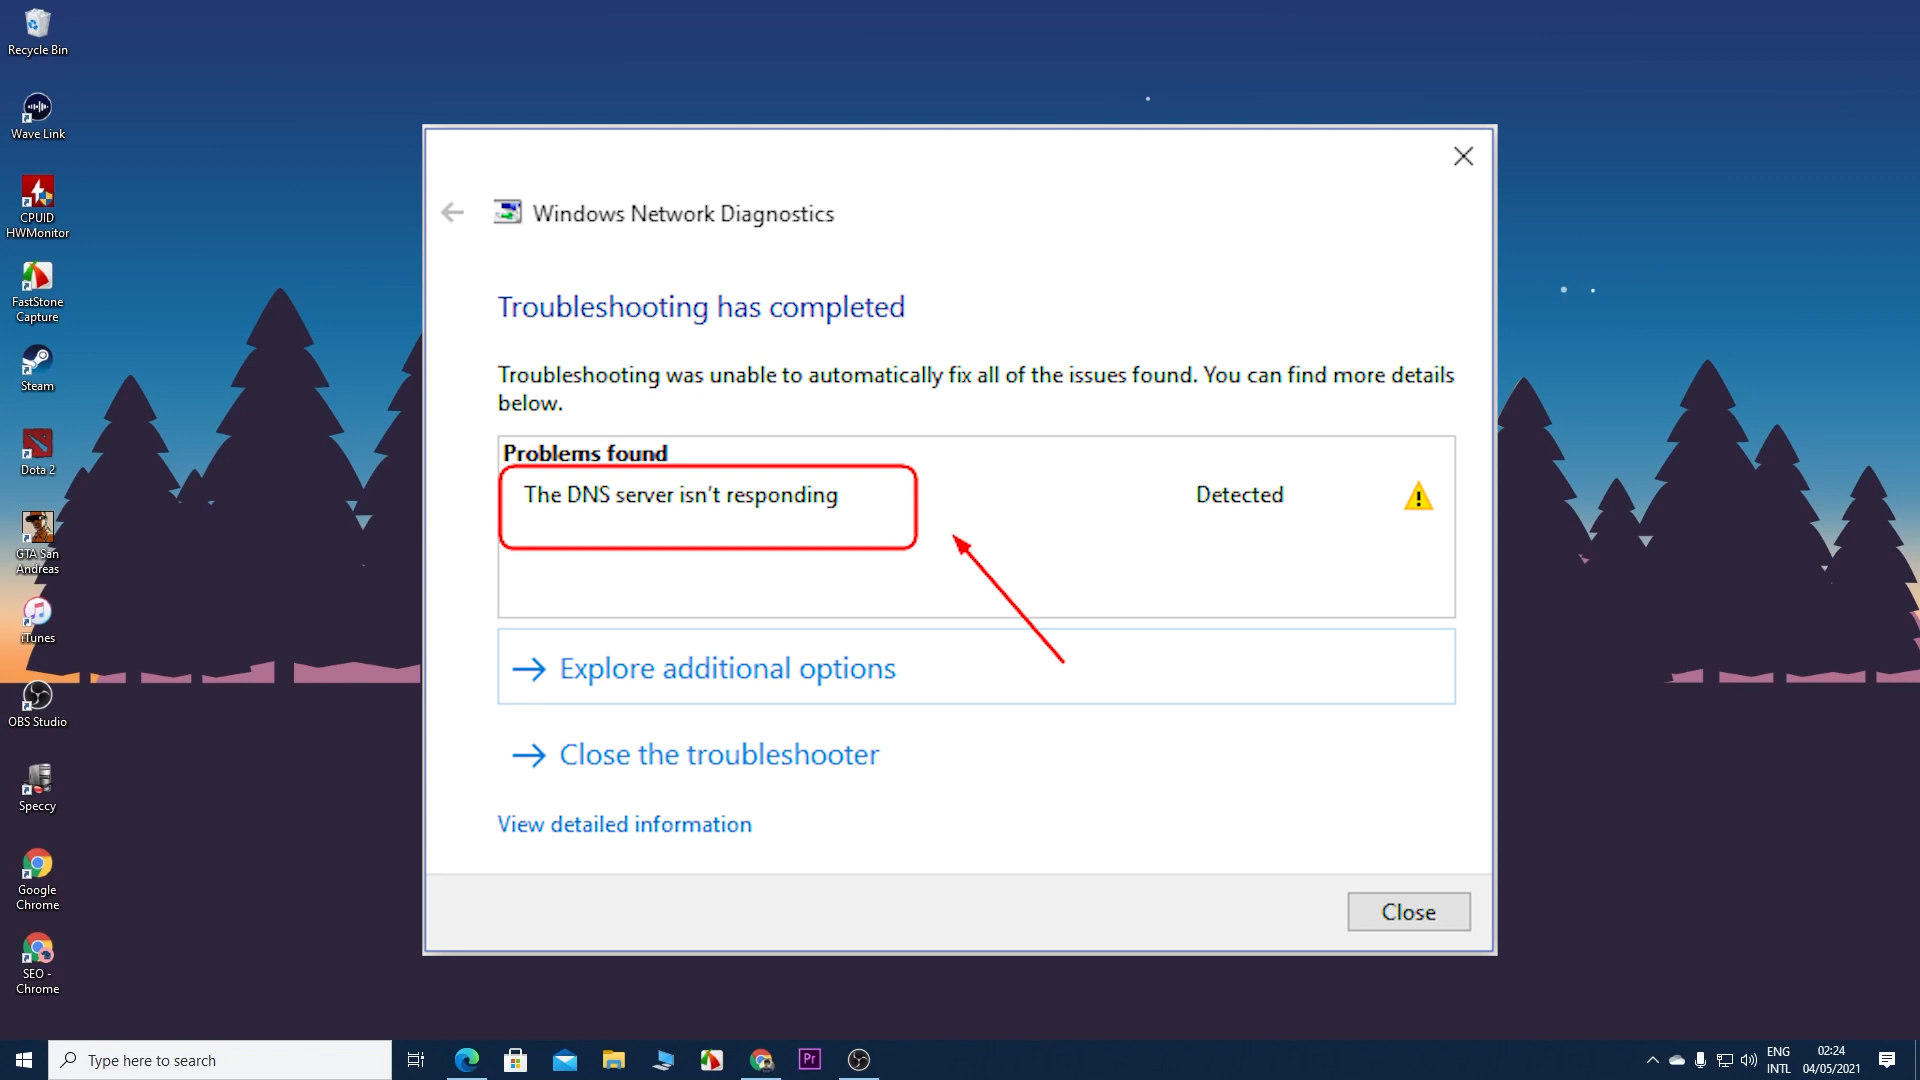 Recycle Bin
Wave Link
CPUID
HWMonitor
FastStone
Capture
Steam
Dota 2
GTA San
Andreas
iTunes
OBS Studio
Speccy
Google
Chrome
SEO -
Chrome
Windows Network Diagnostics
Troubleshooting has completed
Troubleshooting was unable to automatically fix all of the issues found. You can find more details
below.
Problems found
The DNS server isn't responding Detected
Explore additional options
Close the troubleshooter
View detailed information
Close
Type here to search
Pr
ENG
INTL
02:24
04/05/2021